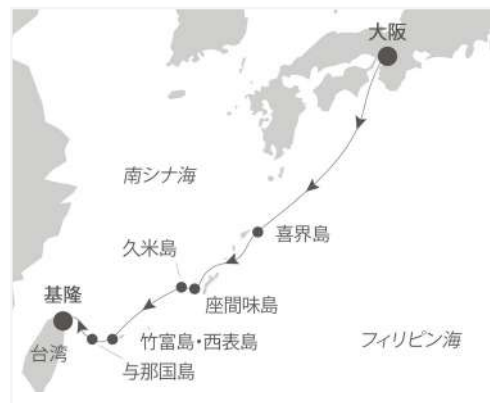 大阪
南シナ海
喜界島
久米島
座間味島
基隆
竹富島・西表島
フィリピン海
台湾
与那国島